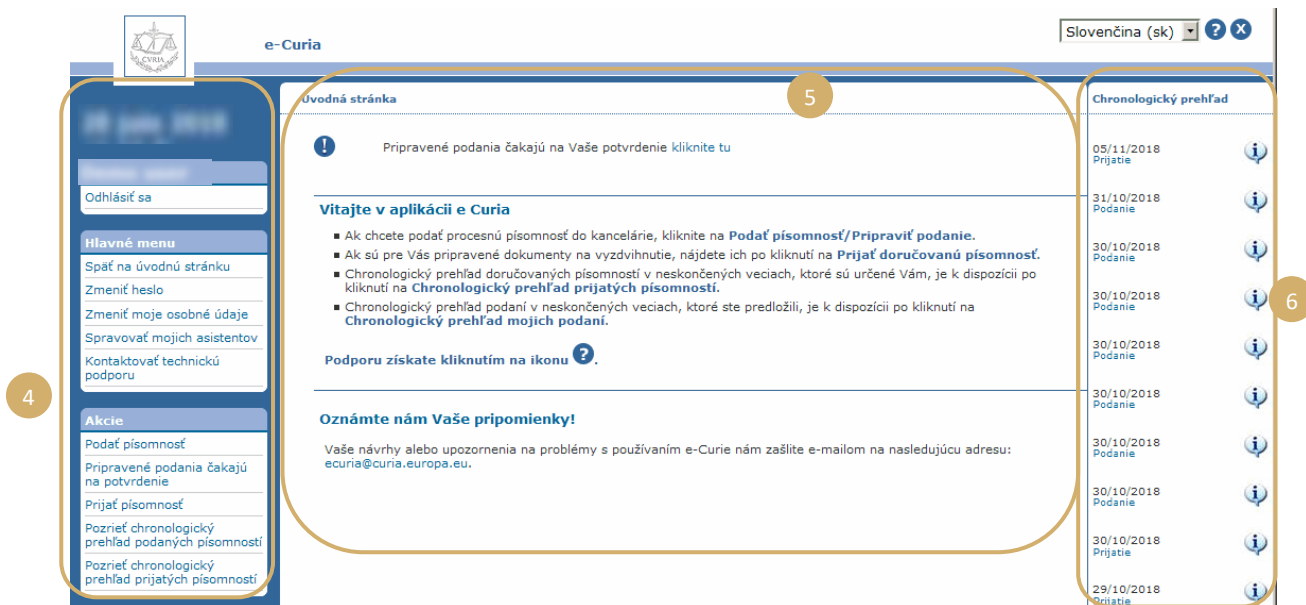 CVRIA
e-Curia
Slovenčina (sk)
?
X
Odhlásiť sa
Hlavné menu
Späť na úvodnú stránku
Zmeniť heslo
Zmeniť moje osobné údaje
Spravovať mojich asistentov
Kontaktovať technickú
podporu
4
Akcie
Podať písomnosť
Pripravené podania čakajú
na potvrdenie
Prijať písomnosť
Pozrieť chronologický
prehľad podaných písomností
Pozrieť chronologický
prehľad prijatých písomností
Úvodná stránka
5
!
Pripravené podania čakajú na Vaše potvrdenie kliknite tu
Vitajte v aplikácii e Curia
Ak chcete podať procesnú písomnosť do kancelárie, kliknite na Podať písomnosť/Pripraviť podanie.
Ak sú pre Vás pripravené dokumenty na vyzdvihnutie, nájdete ich po kliknutí na Prijať doručovanú písomnosť.
Chronologický prehľad doručovaných písomností v neskončených veciach, ktoré sú určené Vám, je k dispozícii po
kliknutí na Chronologický prehľad prijatých písomností.
Chronologický prehľad podaní v neskončených veciach, ktoré ste predložili, je k dispozícii po kliknutí na
Chronologický prehľad mojich podaní.
Podporu získate kliknutím na ikonu ?.
Oznámte nám Vaše pripomienky!
Vaše návrhy alebo upozornenia na problémy s používaním e-Curie nám zašlite e-mailom na nasledujúcu adresu:
ecuria@curia.europa.eu.
Chronologický prehľad
05/11/2018
Prijatie
31/10/2018
Podanie
30/10/2018
Podanie
30/10/2018
Podanie
6
30/10/2018
Podanie
30/10/2018
Podanie
30/10/2018
Podanie
30/10/2018
Podanie
30/10/2018
Prijatie
29/10/2018
Prijatie